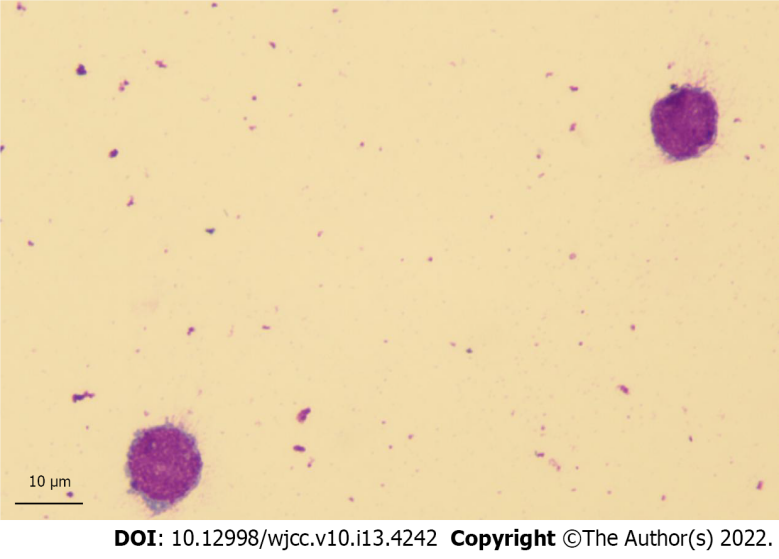 10 μm
DOI: 10.12998/wjcc.v10.i13.4242 Copyright ©The Author(s) 2022.